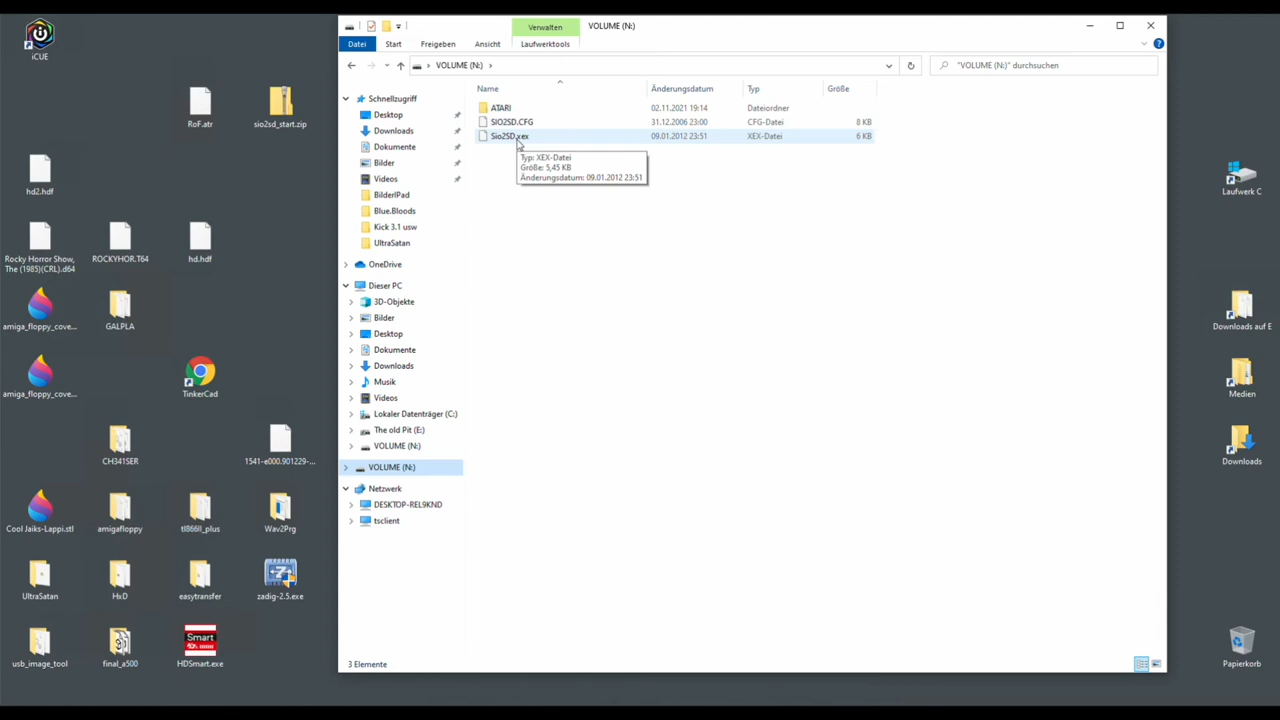 iCUE
RoF.atr
sio2sd_start.zip
hd2.hdf
Rocky Horror Show,
The (1985)(CRL).d64
ROCKYHOR.T64
hd.hdf
amiga_floppy_cove...
GALPLA
amiga_floppy_cove...
TinkerCad
CH341SER
1541-e000.901229-...
Cool Jaiks-Lappi.stl
amigafloppy
tl866II_plus
Wav2Prg
UltraSatan
HxD
easytransfer
zadig-2.5.exe
usb_image_tool
final_a500
Smart
HDSmart.exe
Verwalten
VOLUME (N:)
Datei
Start
Freigeben
Ansicht
Laufwerktools
VOLUME (N:)
"VOLUME (N:)" durchsuchen
Schnellzugriff
Desktop
Downloads
Dokumente
Bilder
Videos
BilderIPad
Blue.Bloods
Kick 3.1 usw
UltraSatan
OneDrive
Dieser PC
3D-Objekte
Bilder
Desktop
Dokumente
Downloads
Musik
Videos
Lokaler Datenträger (C:)
The old Pit (E:)
VOLUME (N:)
VOLUME (N:)
Netzwerk
DESKTOP-REL9KND
tsclient
Name Änderungsdatum Typ Größe
ATARI 02.11.2021 19:14 Dateiordner
SIO2SD.CFG 31.12.2006 23:00 CFG-Datei 8 KB
Sio2SD.xex 09.01.2012 23:51 XEX-Datei 6 KB
Typ: XEX-Datei
Größe: 5,45 KB
Änderungsdatum: 09.01.2012 23:51
3 Elemente
Laufwerk C
Downloads auf E
Medien
Downloads
Papierkorb